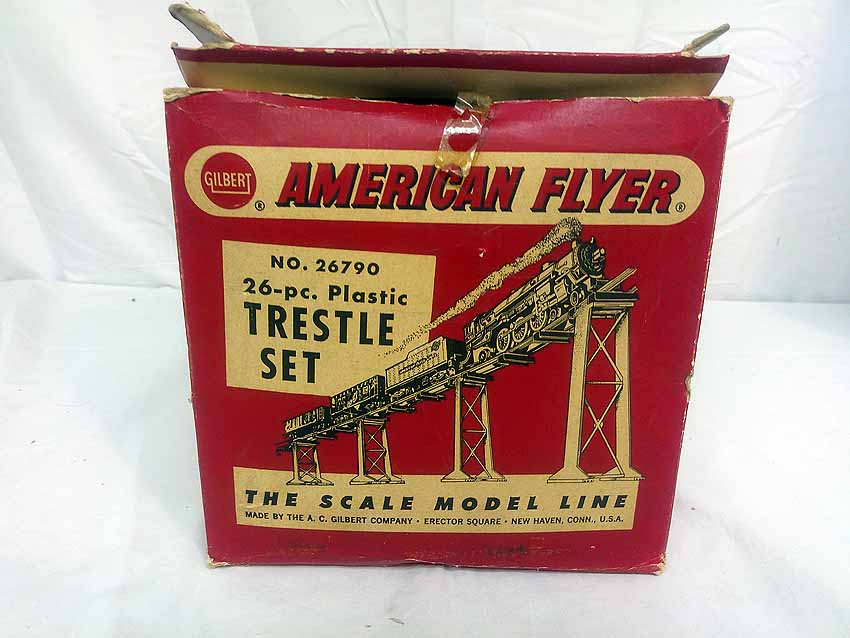 GILBERT ® AMERICAN FLYER ®
NO. 26790
26-pc. Plastic
TRESTLE
SET
THE SCALE MODEL LINE
MADE BY THE A. C. GILBERT COMPANY • ERECTOR SQUARE • NEW HAVEN, CONN., U.S.A.